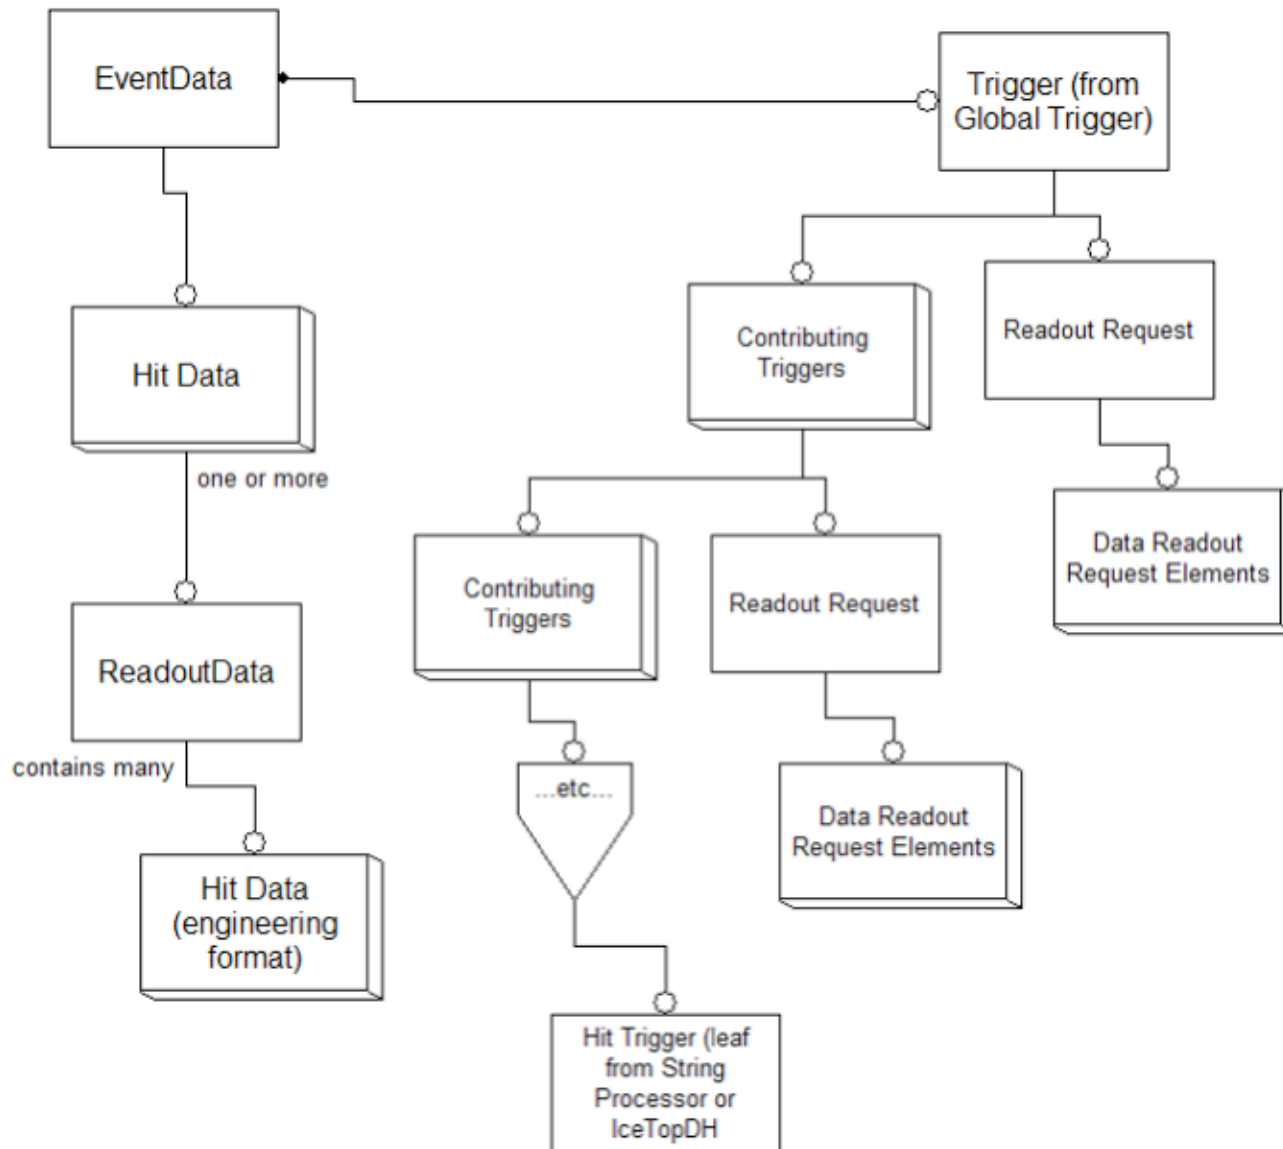 EventData
Trigger (from
Global Trigger)
Contributing
Triggers
Readout Request
Hit Data
one or more
Contributing
Triggers
Readout Request
Data Readout
Request Elements
ReadoutData
contains many
...etc...
Data Readout
Request Elements
Hit Data
(engineering
format)
Hit Trigger (leaf
from String
Processor or
IceTopDH